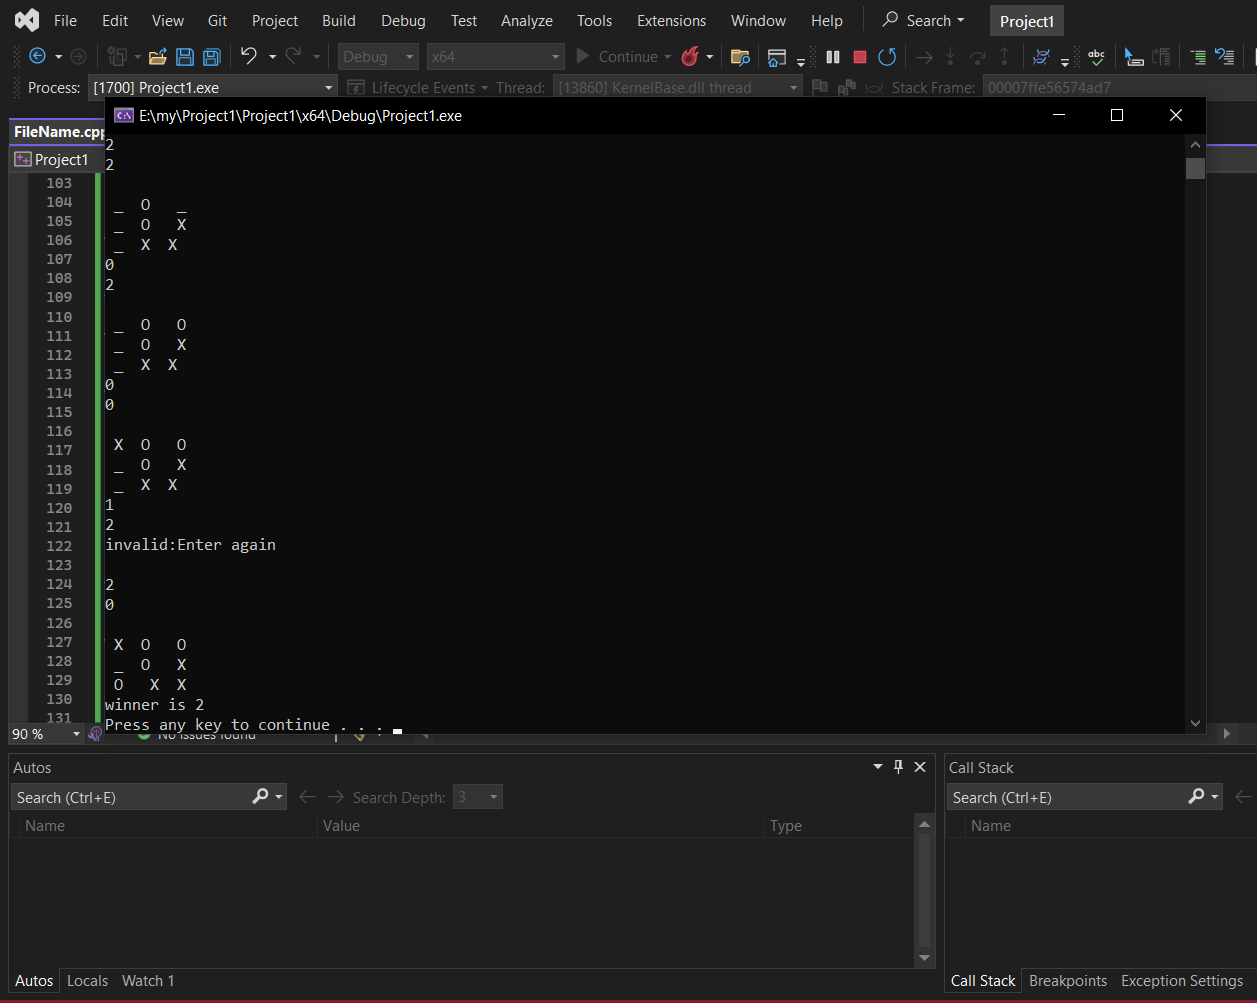 File Edit View Git Project Build Debug Test Analyze Tools Extensions Window Help Search Project1
Debug x64 Continue abc
Process: [1700] Project1.exe Lifecycle Events Thread: [13860] KernelBase.dll thread Stack Frame: 00007ffe56574ad7
E:\my\Project1\Project1\x64\Debug\Project1.exe
FileName.cpp
Project1
103
104
105
106
107
108
109
110
111
112
113
114
115
116
117
118
119
120
121
122
123
124
125
126
127
128
129
130
131
2
2
_ O _
_ O X
_ X X
0
2
_ O O
_ O X
_ X X
0
0
X O O
_ O X
_ X X
1
2
invalid:Enter again
2
0
X O O
_ O X
O X X
winner is 2
Press any key to continue . . .
90 % No issues found
Autos
Search (Ctrl+E) Search Depth: 3
Name Value Type
Autos Locals Watch 1
Call Stack
Search (Ctrl+E)
Name
Call Stack Breakpoints Exception Settings